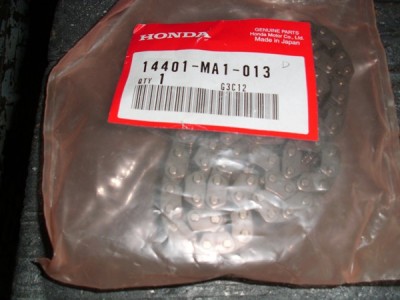 HONDA
GENUINE PARTS
Honda Motor Co., Ltd.
Made in Japan
14401-MA1-013
QTY 1
G3C12